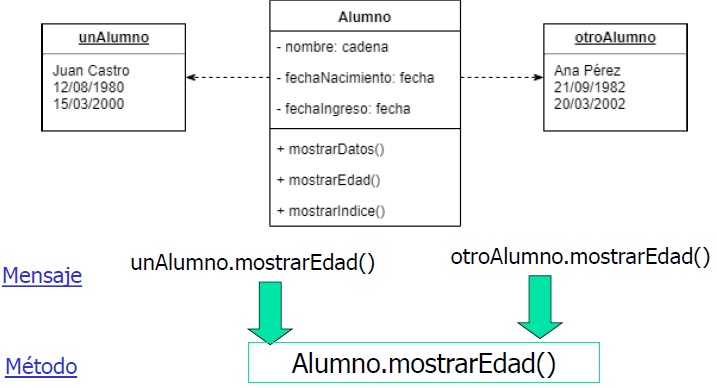 unAlumno
Juan Castro
12/08/1980
15/03/2000
Alumno
- nombre: cadena
- fechaNacimiento: fecha
- fechaIngreso: fecha
+ mostrarDatos()
+ mostrarEdad()
+ mostrarIndice()
otroAlumno
Ana Pérez
21/09/1982
20/03/2002
Mensaje
unAlumno.mostrarEdad()
otroAlumno.mostrarEdad()
Método
Alumno.mostrarEdad()